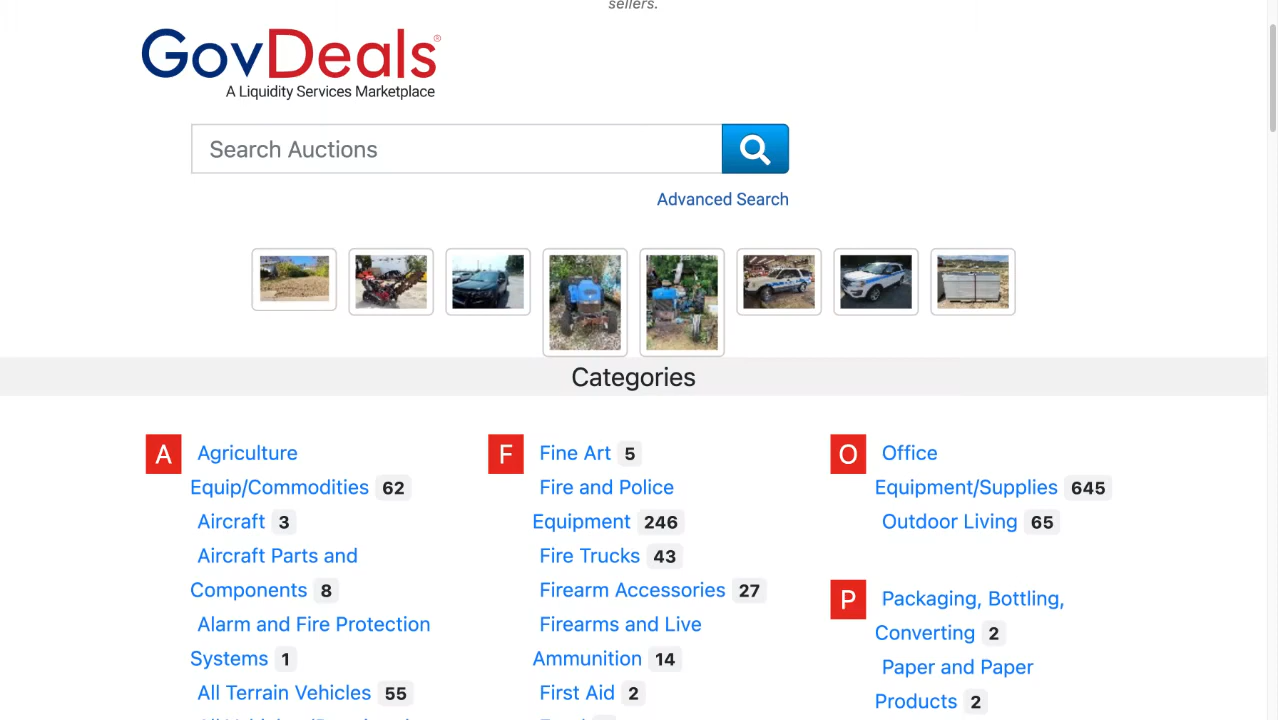 sellers.
GovDeals®
A Liquidity Services Marketplace
Search Auctions
Advanced Search
Categories
A Agriculture
Equip/Commodities 62
Aircraft 3
Aircraft Parts and
Components 8
Alarm and Fire Protection
Systems 1
All Terrain Vehicles 55
F Fine Art 5
Fire and Police
Equipment 246
Fire Trucks 43
Firearm Accessories 27
Firearms and Live
Ammunition 14
First Aid 2
O Office
Equipment/Supplies 645
Outdoor Living 65
P Packaging, Bottling,
Converting 2
Paper and Paper
Products 2